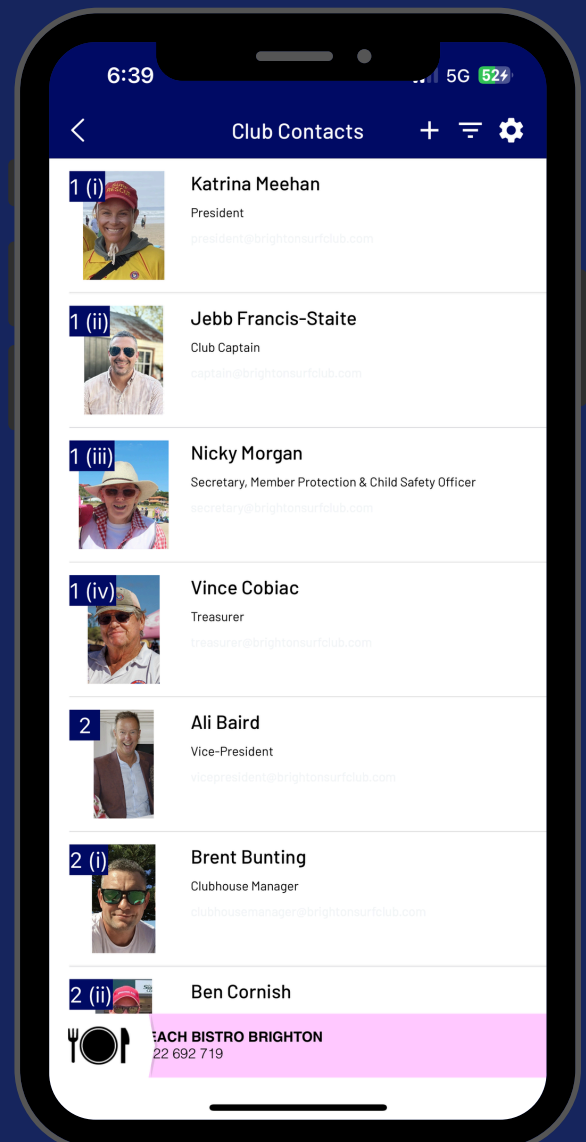 6:39
5G 52
Club Contacts
1 (i)
Katrina Meehan
President
president@brightonsurfclub.com
1 (ii)
Jebb Francis-Staite
Club Captain
captain@brightonsurfclub.com
1 (iii)
Nicky Morgan
Secretary, Member Protection & Child Safety Officer
secretary@brightonsurfclub.com
1 (iv)
Vince Cobiac
Treasurer
treasurer@brightonsurfclub.com
2
Ali Baird
Vice-President
vicepresident@brightonsurfclub.com
2 (i)
Brent Bunting
Clubhouse Manager
clubhousemanager@brightonsurfclub.com
2 (ii)
Ben Cornish
EACH BISTRO BRIGHTON
22 692 719